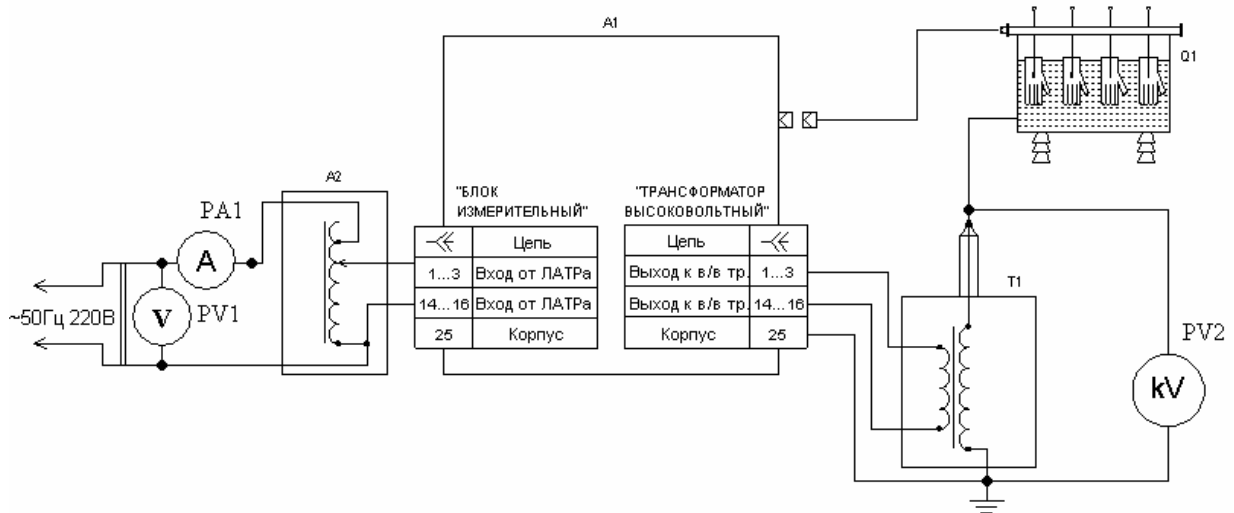 A1
Q1
A2
"БЛОК
ИЗМЕРИТЕЛЬНЫЙ"
"ТРАНСФОРМАТОР
ВЫСОКОВОЛЬТНЫЙ"
PA1
A
Цепь
Цепь
1...3 Вход от ЛАТРа
Выход к в/в тр. 1...3
14...16 Вход от ЛАТРа
Выход к в/в тр. 14...16
25 Корпус
Корпус 25
~50Гц 220В
V
PV1
T1
PV2
kV